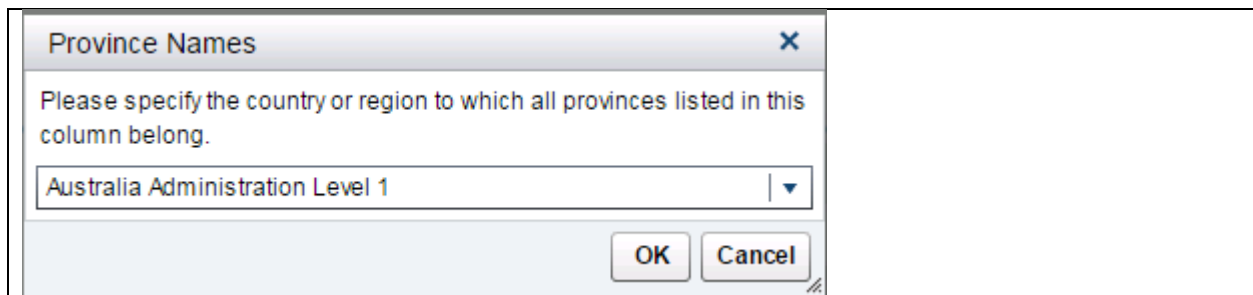 Province Names
Please specify the country or region to which all provinces listed in this
column belong.
Australia Administration Level 1
OK Cancel